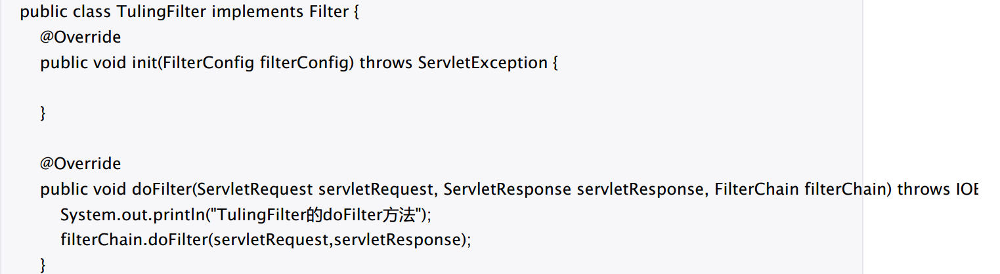 public class TulingFilter implements Filter {
@Override
public void init(FilterConfig filterConfig) throws ServletException {
}
@Override
public void doFilter(ServletRequest servletRequest, ServletResponse servletResponse, FilterChain filterChain) throws IOE
System.out.println("TulingFilter的doFilter方法");
filterChain.doFilter(servletRequest,servletResponse);
}